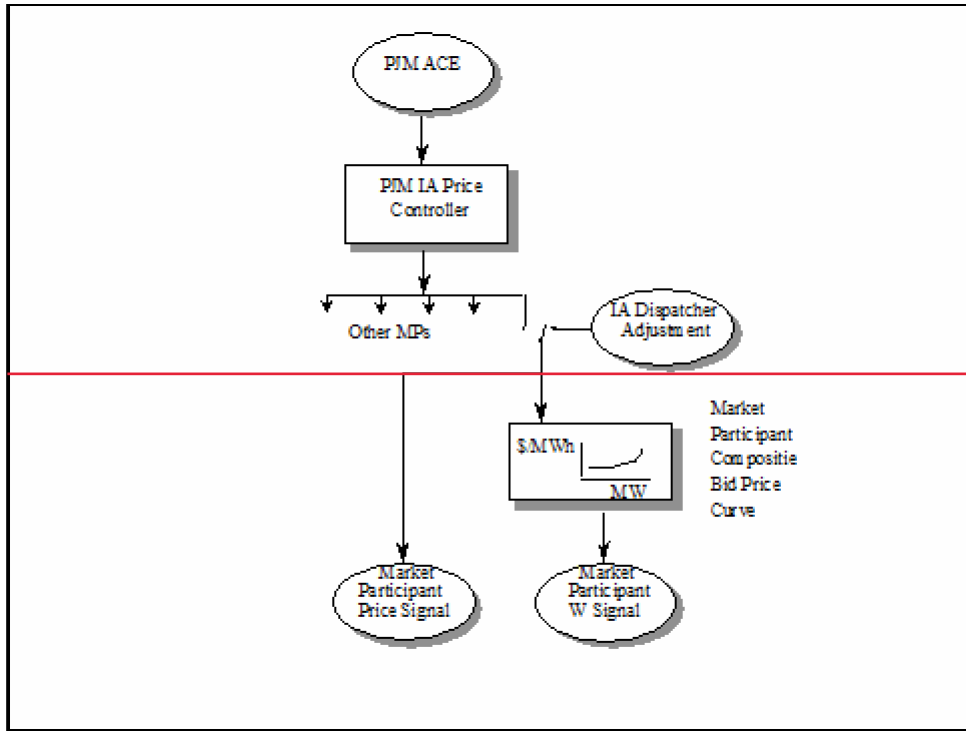 PJM ACE
PJM IA Price
Controller
Other MPs
IA Dispatcher
Adjustment
$/MWh
MW
Market
Participant
Compositie
Bid Price
Curve
Market
Participant
Price Signal
Market
Participant
W Signal